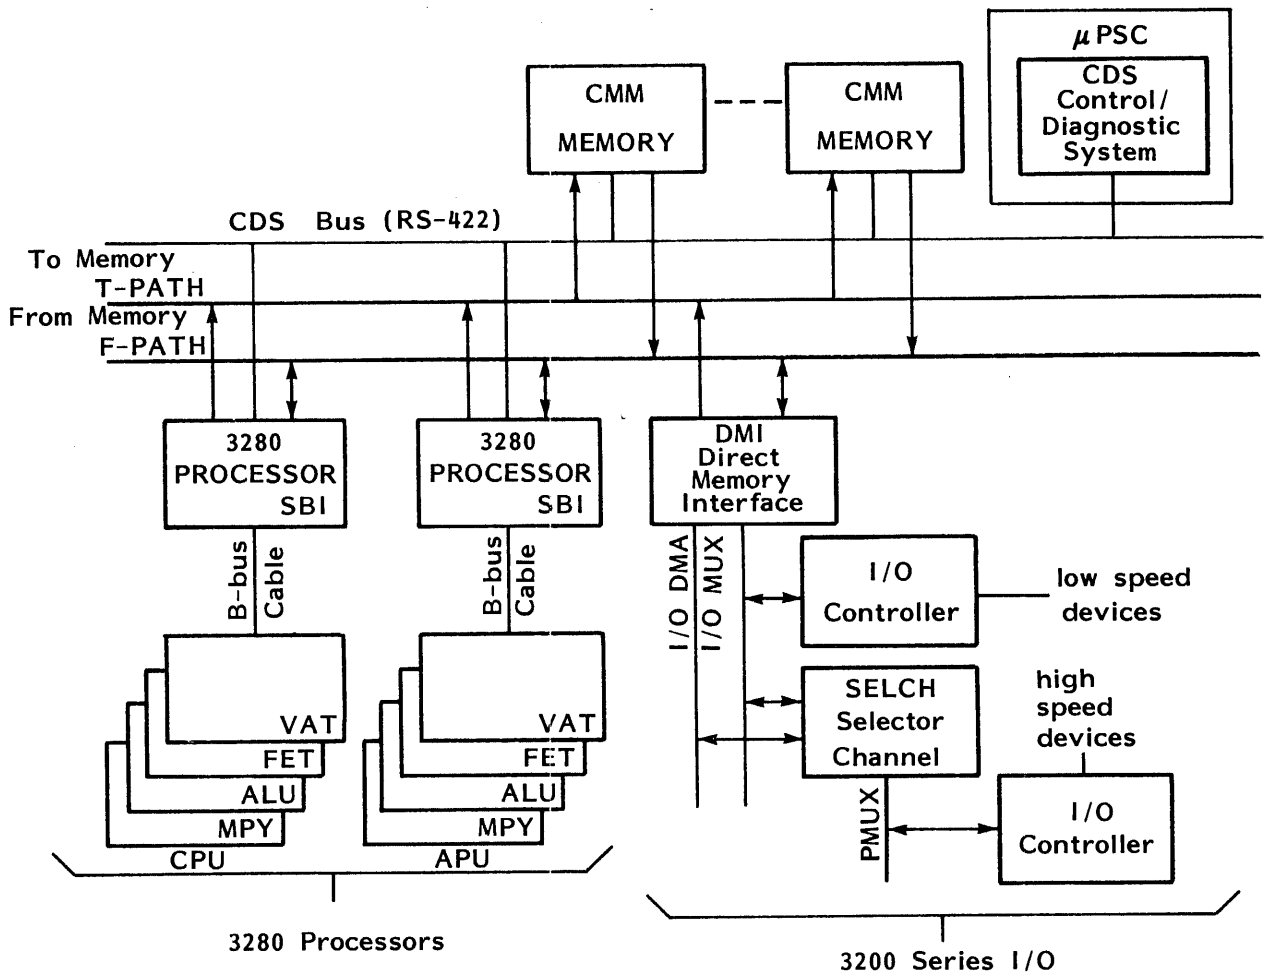 μPSC
CDS
Control/
Diagnostic
System
CMM
MEMORY
CMM
MEMORY
CDS Bus (RS-422)
To Memory
T-PATH
From Memory
F-PATH
3280
PROCESSOR
SBI
3280
PROCESSOR
SBI
DMI
Direct
Memory
Interface
B-bus
Cable
B-bus
Cable
I/O DMA
I/O MUX
I/O
Controller
low speed
devices
VAT
FET
ALU
MPY
CPU
VAT
FET
ALU
MPY
APU
SELCH
Selector
Channel
high
speed
devices
PMUX
I/O
Controller
3280 Processors
3200 Series I/O